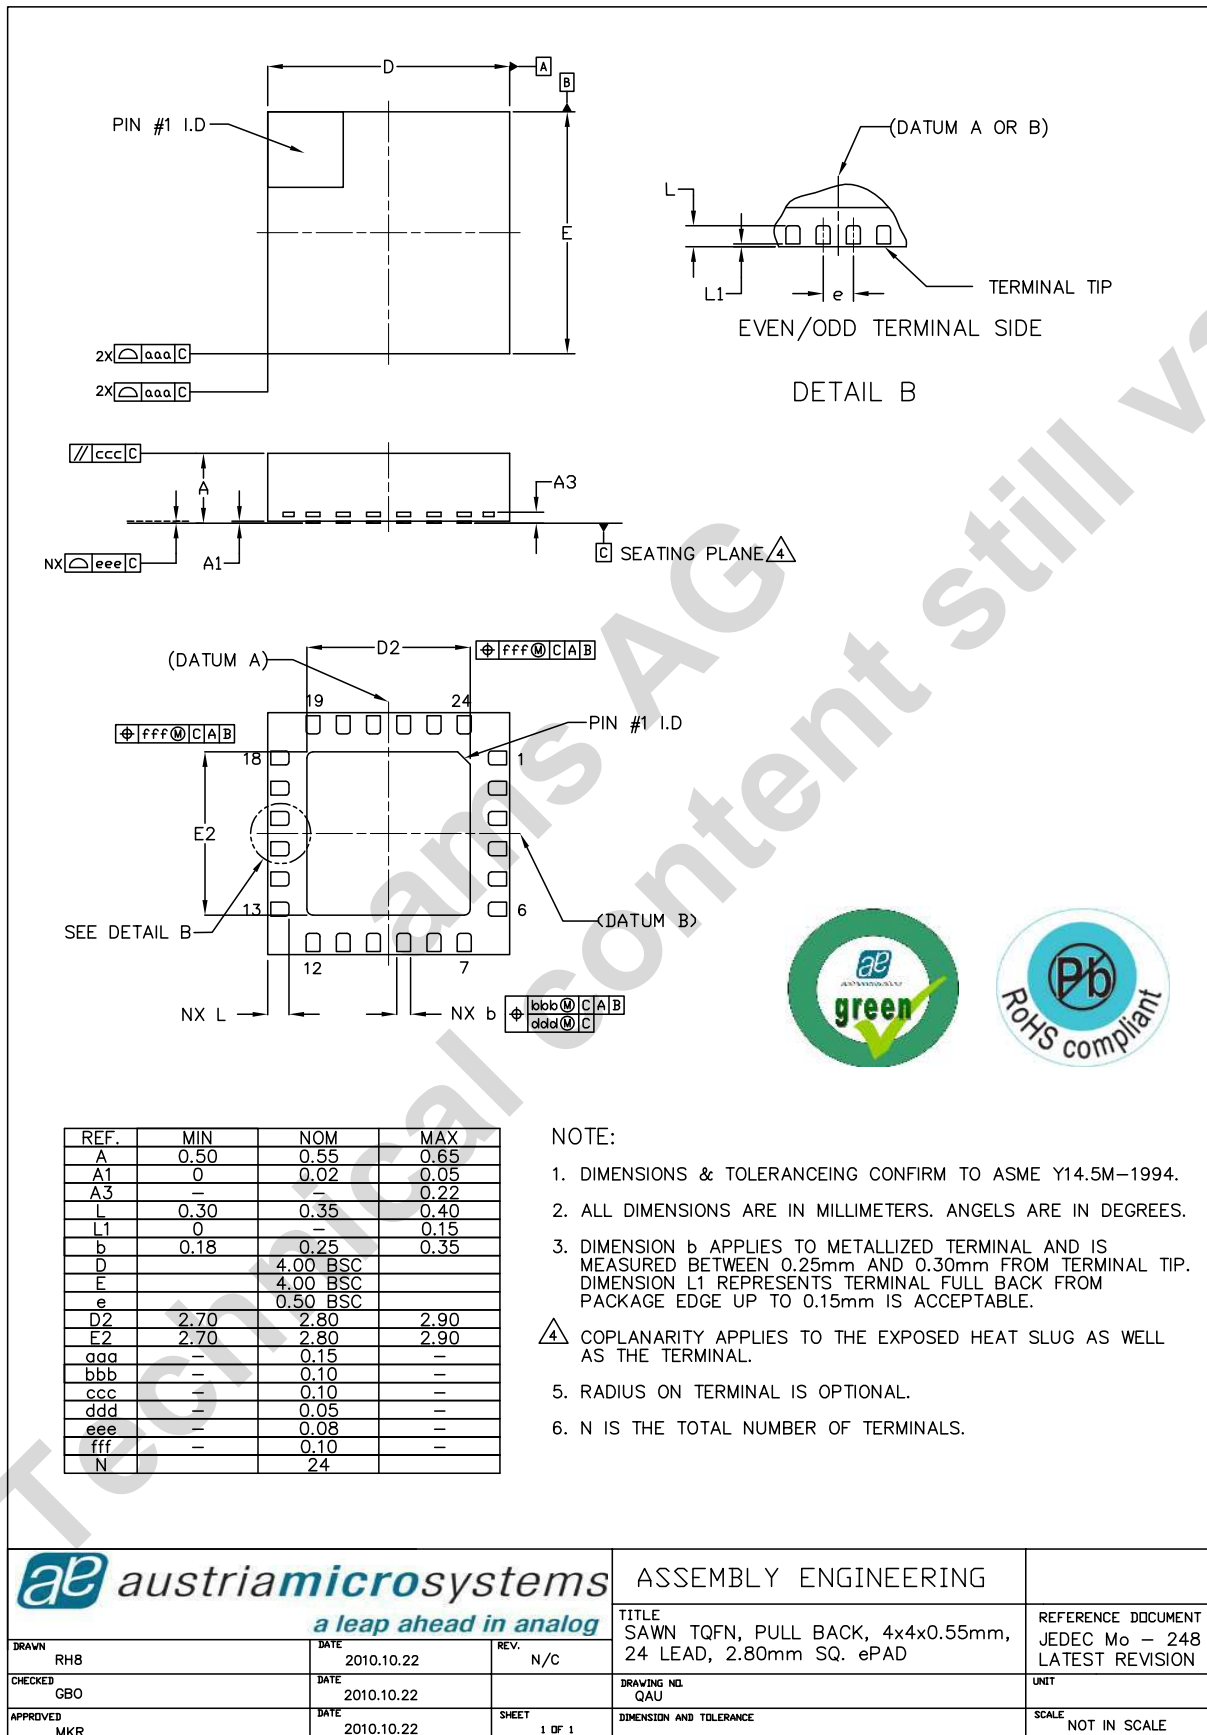 D
A
B
PIN #1 I.D
(DATUM A OR B)
L
E
L1
e
TERMINAL TIP
EVEN/ODD TERMINAL SIDE
2X aaa C
2X aaa C
DETAIL B
// ccc C
A
A3
C SEATING PLANE 4
NX eee C
A1
D2
fff M C A B
(DATUM A)
19
24
PIN #1 I.D
fff M C A B
18
1
E2
13
6
SEE DETAIL B
(DATUM B)
12
7
NX L
NX b
bbb M C A B
ddd M C
ae
austriamicrosystems
green
Pb
RoHS compliant
REF. MIN NOM MAX
A 0.50 0.55 0.65
A1 0 0.02 0.05
A3 – – 0.22
L 0.30 0.35 0.40
L1 0 – 0.15
b 0.18 0.25 0.35
D 4.00 BSC
E 4.00 BSC
e 0.50 BSC
D2 2.70 2.80 2.90
E2 2.70 2.80 2.90
aaa – 0.15 –
bbb – 0.10 –
ccc – 0.10 –
ddd – 0.05 –
eee – 0.08 –
fff – 0.10 –
N 24
NOTE:
1. DIMENSIONS & TOLERANCEING CONFIRM TO ASME Y14.5M–1994.
2. ALL DIMENSIONS ARE IN MILLIMETERS. ANGELS ARE IN DEGREES.
3. DIMENSION b APPLIES TO METALLIZED TERMINAL AND IS
MEASURED BETWEEN 0.25mm AND 0.30mm FROM TERMINAL TIP.
DIMENSION L1 REPRESENTS TERMINAL FULL BACK FROM
PACKAGE EDGE UP TO 0.15mm IS ACCEPTABLE.
4 COPLANARITY APPLIES TO THE EXPOSED HEAT SLUG AS WELL
AS THE TERMINAL.
5. RADIUS ON TERMINAL IS OPTIONAL.
6. N IS THE TOTAL NUMBER OF TERMINALS.
ams AG
Technical content still va
ae austriamicrosystems
a leap ahead in analog
ASSEMBLY ENGINEERING
TITLE
SAWN TQFN, PULL BACK, 4x4x0.55mm,
24 LEAD, 2.80mm SQ. ePAD
REFERENCE DOCUMENT
JEDEC Mo – 248
LATEST REVISION
DRAWN
RH8
DATE
2010.10.22
REV.
N/C
CHECKED
GBO
DATE
2010.10.22
DRAWING NO.
QAU
UNIT
APPROVED
MKR
DATE
2010.10.22
SHEET
1 OF 1
DIMENSION AND TOLERANCE
SCALE
NOT IN SCALE